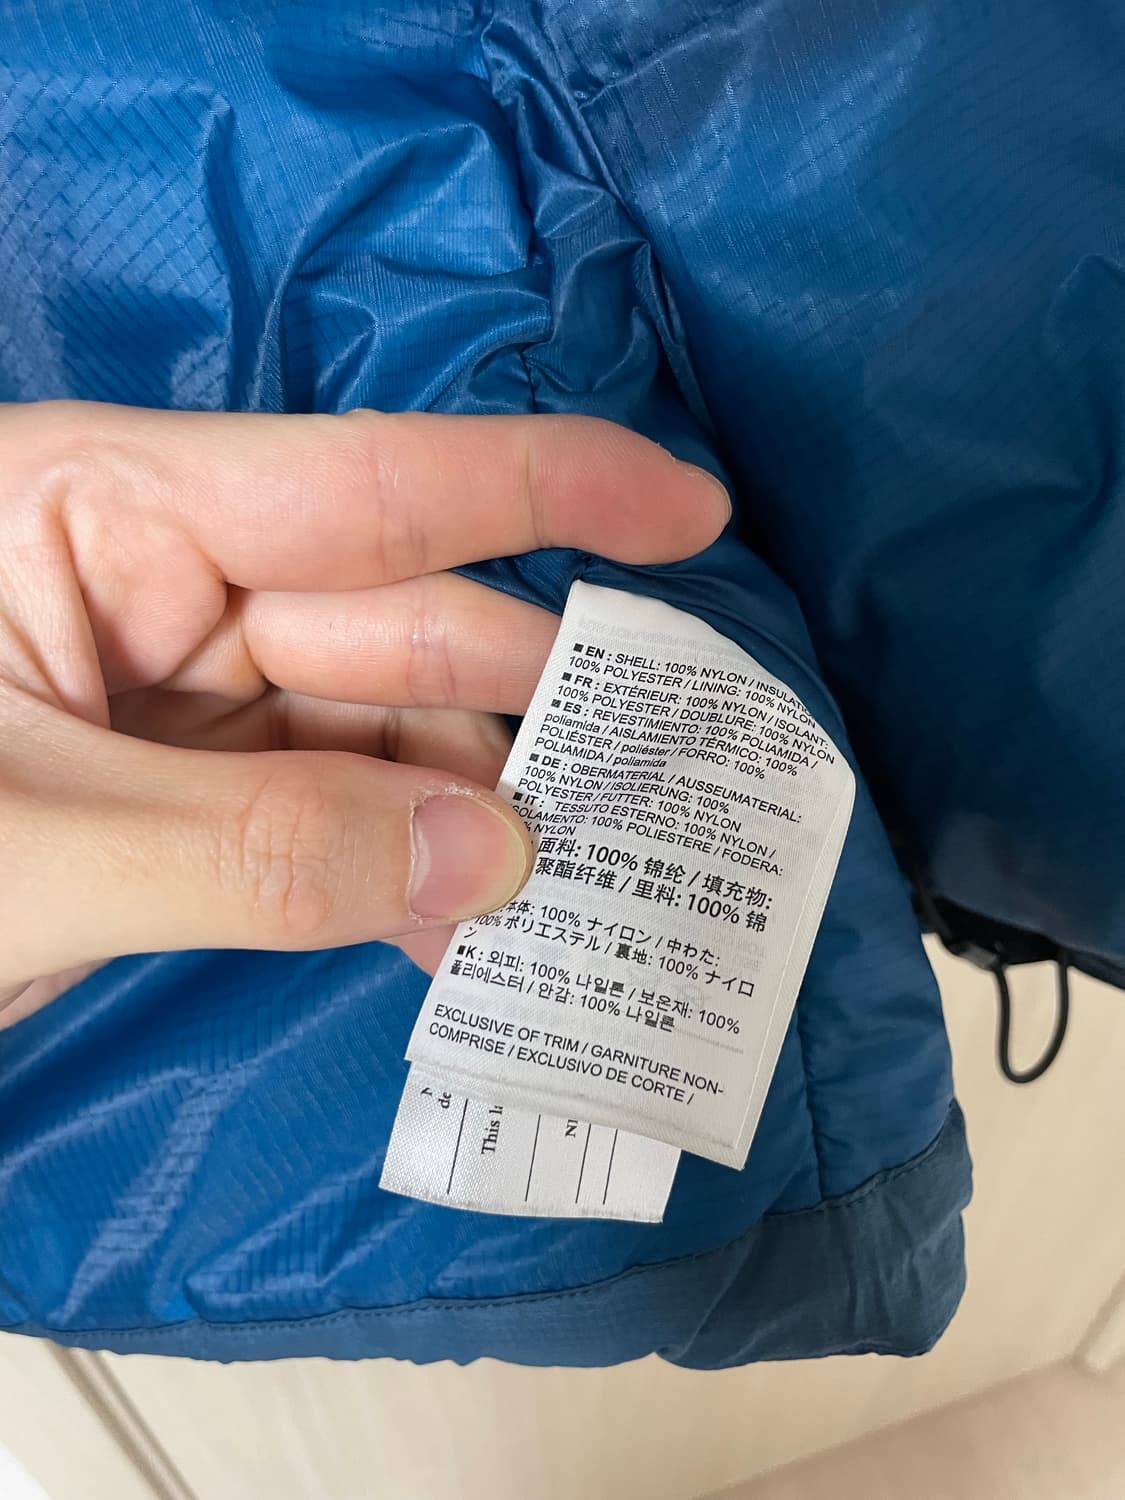 ■ EN : SHELL: 100% NYLON / INSULATION
100% POLYESTER / LINING: 100% NYLON
■ FR : EXTÉRIEUR: 100% NYLON / ISOLANT:
100% POLYESTER / DOUBLURE: 100% NYLON
■ ES : REVESTIMIENTO: 100% POLIAMIDA /
poliamida / AISLAMIENTO TÉRMICO: 100%
POLIÉSTER / poliéster / FORRO: 100%
POLIAMIDA / poliamida
■ DE : OBERMATERIAL / AUSSEUMATERIAL:
100% NYLON / ISOLIERUNG: 100%
POLYESTER / FUTTER: 100% NYLON
■ IT : TESSUTO ESTERNO: 100% NYLON /
SOLAMENTO: 100% POLIESTERE / FODERA:
% NYLON
面料: 100% 锦纶 / 填充物:
聚酯纤维 / 里料: 100% 锦
本体: 100% ナイロン / 中わた:
100% ポリエステル / 裏地: 100% ナイロ
ン
■K : 외피: 100% 나일론 / 보온재: 100%
폴리에스터 / 안감: 100% 나일론
EXCLUSIVE OF TRIM / GARNITURE NON-
COMPRISE / EXCLUSIVO DE CORTE /
de
This